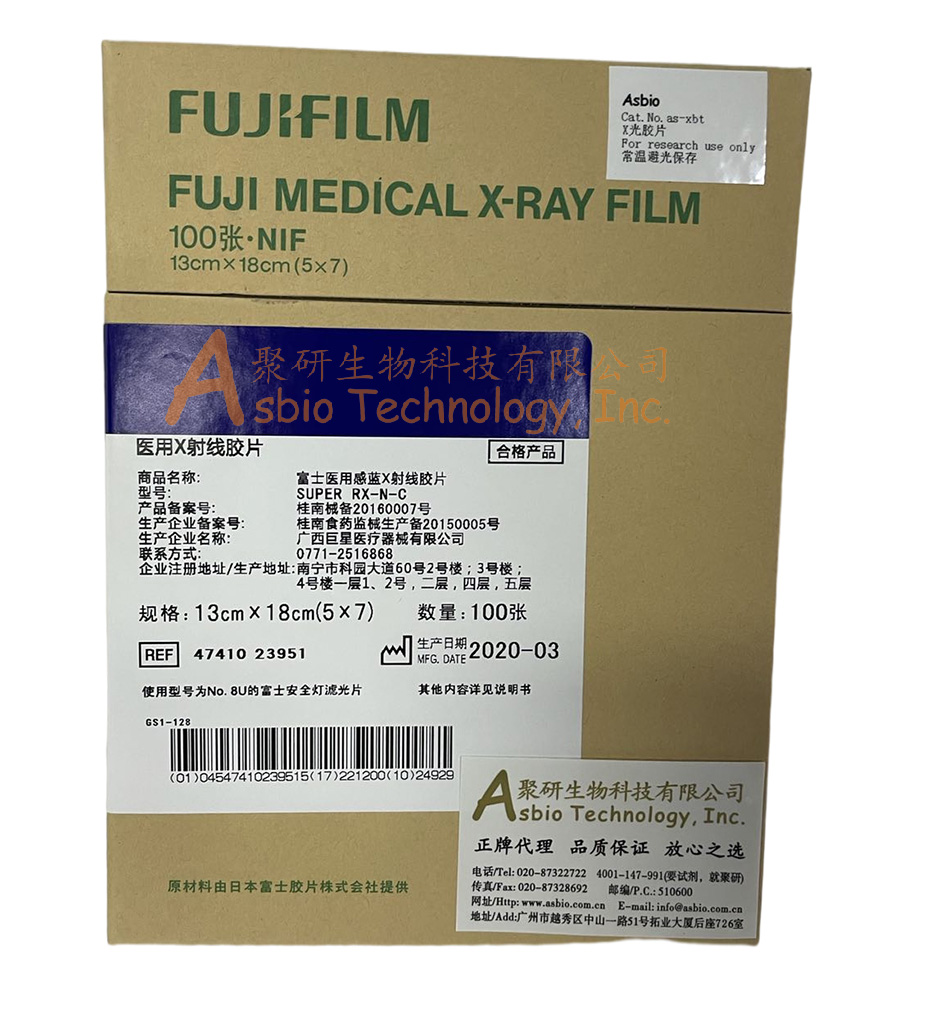 FUJIFILM
Asbio
Cat.No.as-xbt
X光胶片
For research use only
常温避光保存
FUJI MEDICAL X-RAY FILM
100张·NIF
13cm×18cm(5×7)
聚研生物科技有限公司
Asbio Technology, Inc.
医用X射线胶片
合格产品
商品名称: 富士医用感蓝X射线胶片
型号: SUPER RX-N-C
产品备案号: 桂南械备20160007号
生产企业备案号: 桂南食药监械生产备20150005号
生产企业名称: 广西巨星医疗器械有限公司
联系方式: 0771-2516868
企业注册地址/生产地址:南宁市科园大道60号2号楼；3号楼；
4号楼一层1、2号，二层，四层，五层
规格:13cm×18cm(5×7) 数量:100张
REF 47410 23951
生产日期
MFG. DATE 2020-03
使用型号为No.8U的富士安全灯滤光片 其他内容详见说明书
GS1-128
(01)04547410239515(17)221200(10)24929
聚研生物科技有限公司
Asbio Technology, Inc.
正牌代理 品质保证 放心之选
电话/Tel: 020-87322722 4001-147-991(要试剂，就聚研)
传真/Fax: 020-87328692 邮编/P.C.: 510600
网址/Http: www.asbio.com.cn E-mail: info@asbio.com.cn
地址/Add:广州市越秀区中山一路51号拓业大厦后座726室
原材料由日本富士胶片株式会社提供